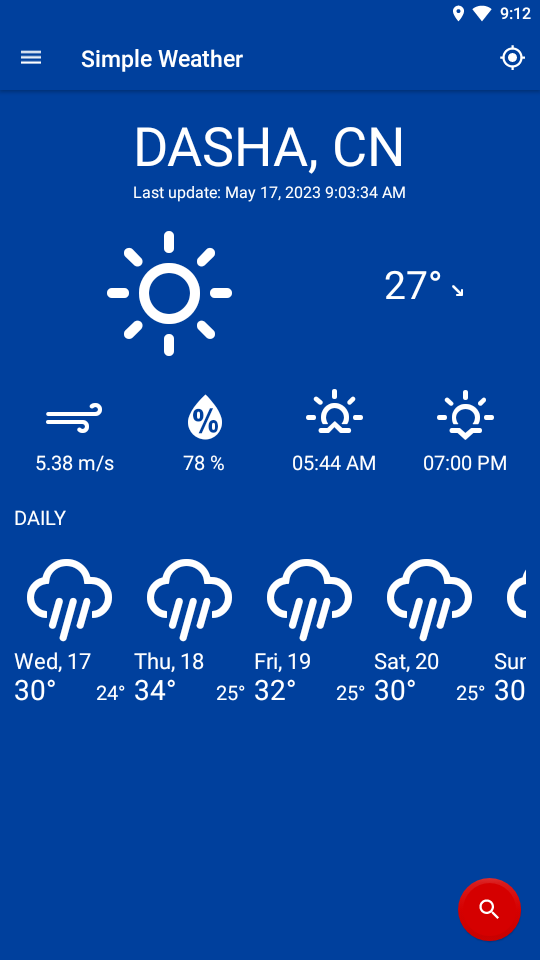 9:12
Simple Weather
DASHA, CN
Last update: May 17, 2023 9:03:34 AM
27° ↘
%
5.38 m/s 78 % 05:44 AM 07:00 PM
DAILY
Wed, 17 Thu, 18 Fri, 19 Sat, 20 Sun
30° 24° 34° 25° 32° 25° 30° 25° 30